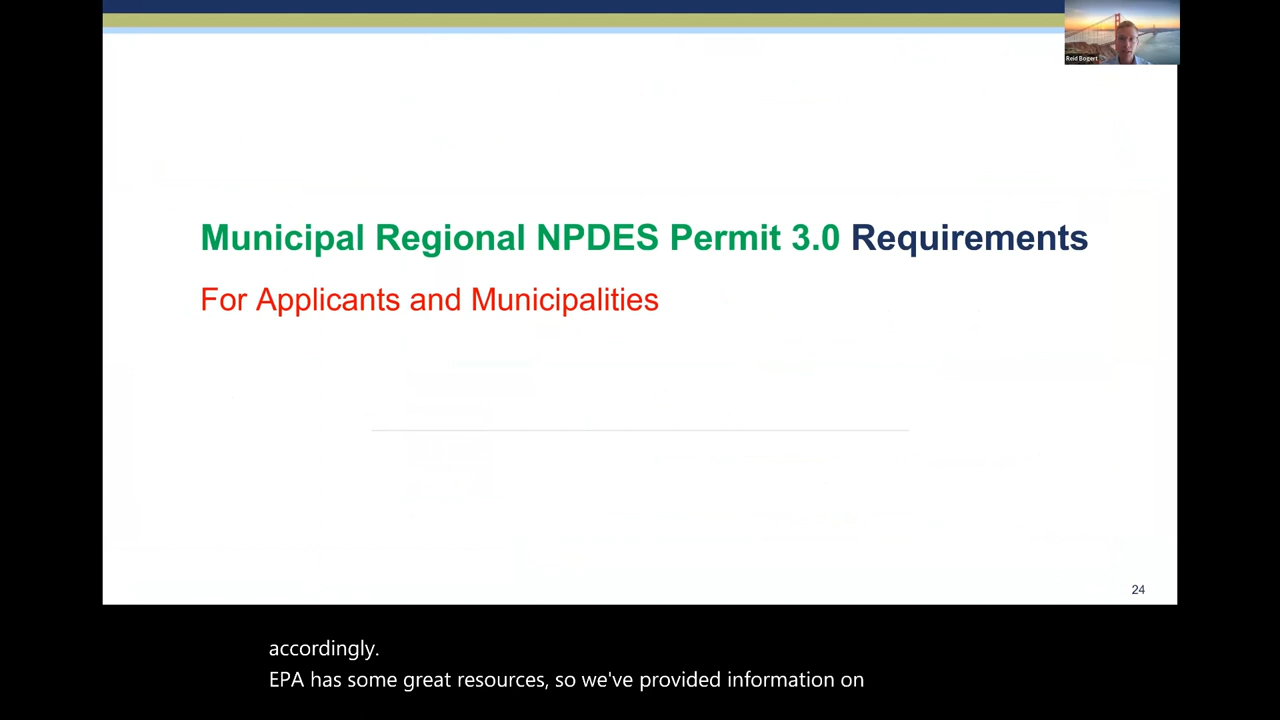 Reid Bogert
Municipal Regional NPDES Permit 3.0 Requirements
For Applicants and Municipalities
24
accordingly.
EPA has some great resources, so we've provided information on